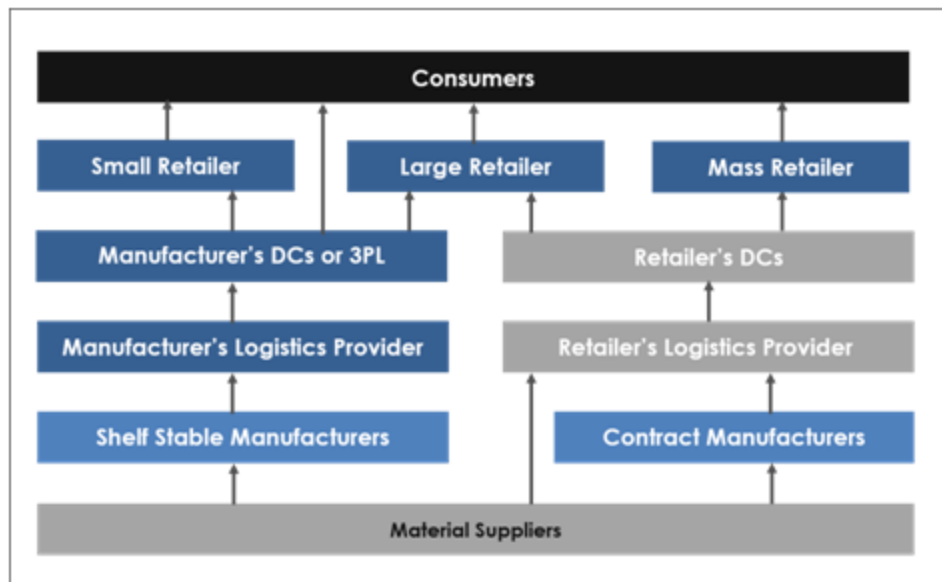 Consumers
Small Retailer
Large Retailer
Mass Retailer
Manufacturer's DCs or 3PL
Retailer's DCs
Manufacturer's Logistics Provider
Retailer's Logistics Provider
Shelf Stable Manufacturers
Contract Manufacturers
Material Suppliers